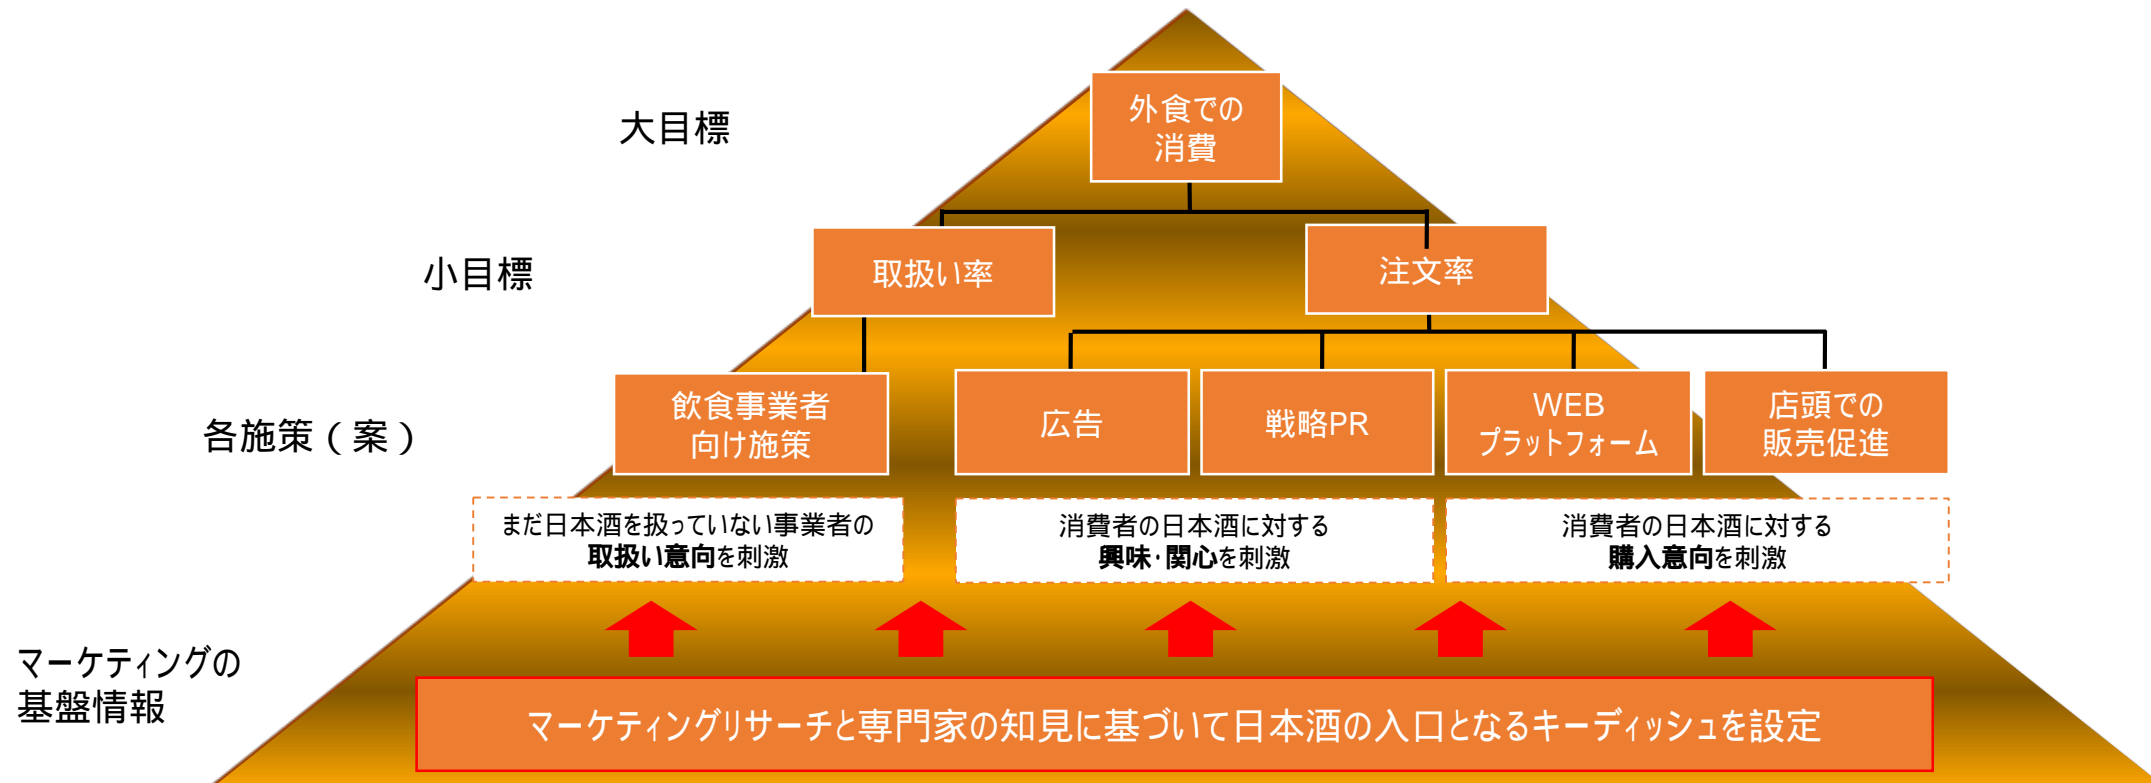 大目標
外食での
消費
小目標
取扱い率
注文率
各施策（案）
飲食事業者
向け施策
広告
戦略PR
WEB
プラットフォーム
店頭での
販売促進
まだ日本酒を扱っていない事業者の
取扱い意向を刺激
消費者の日本酒に対する
興味・関心を刺激
消費者の日本酒に対する
購入意向を刺激
マーケティングの
基盤情報
マーケティングリサーチと専門家の知見に基づいて日本酒の入口となるキーディッシュを設定